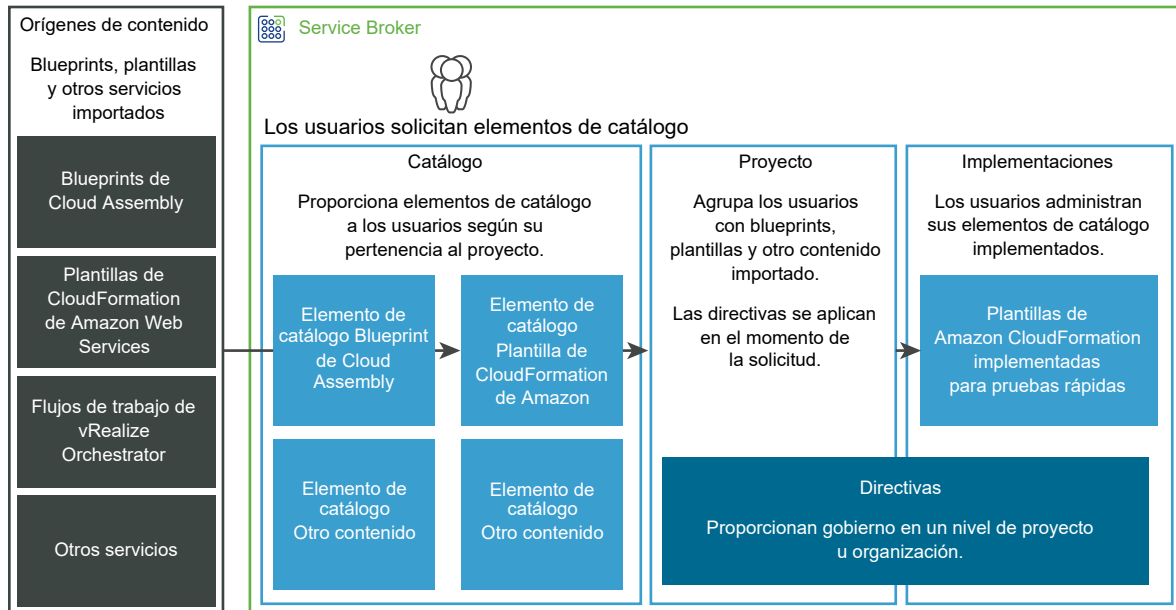 Orígenes de contenido
Blueprints, plantillas
y otros servicios
importados
Blueprints de
Cloud Assembly
Plantillas de
CloudFormation
de Amazon Web
Services
Flujos de trabajo de
vRealize
Orchestrator
Otros servicios
Service Broker
Los usuarios solicitan elementos de catálogo
Catálogo
Proporciona elementos de catálogo
a los usuarios según su
pertenencia al proyecto.
Elemento de
catálogo Blueprint
de Cloud
Assembly
Elemento de
catálogo
Plantilla de
CloudFormation
de Amazon
Elemento de
catálogo
Otro contenido
Elemento de
catálogo
Otro contenido
Proyecto
Agrupa los usuarios
con blueprints,
plantillas y otro contenido
importado.
Las directivas se aplican
en el momento de
la solicitud.
Implementaciones
Los usuarios administran
sus elementos de catálogo
implementados.
Plantillas de
Amazon CloudFormation
implementadas
para pruebas rápidas
Directivas
Proporcionan gobierno en un nivel de proyecto
u organización.